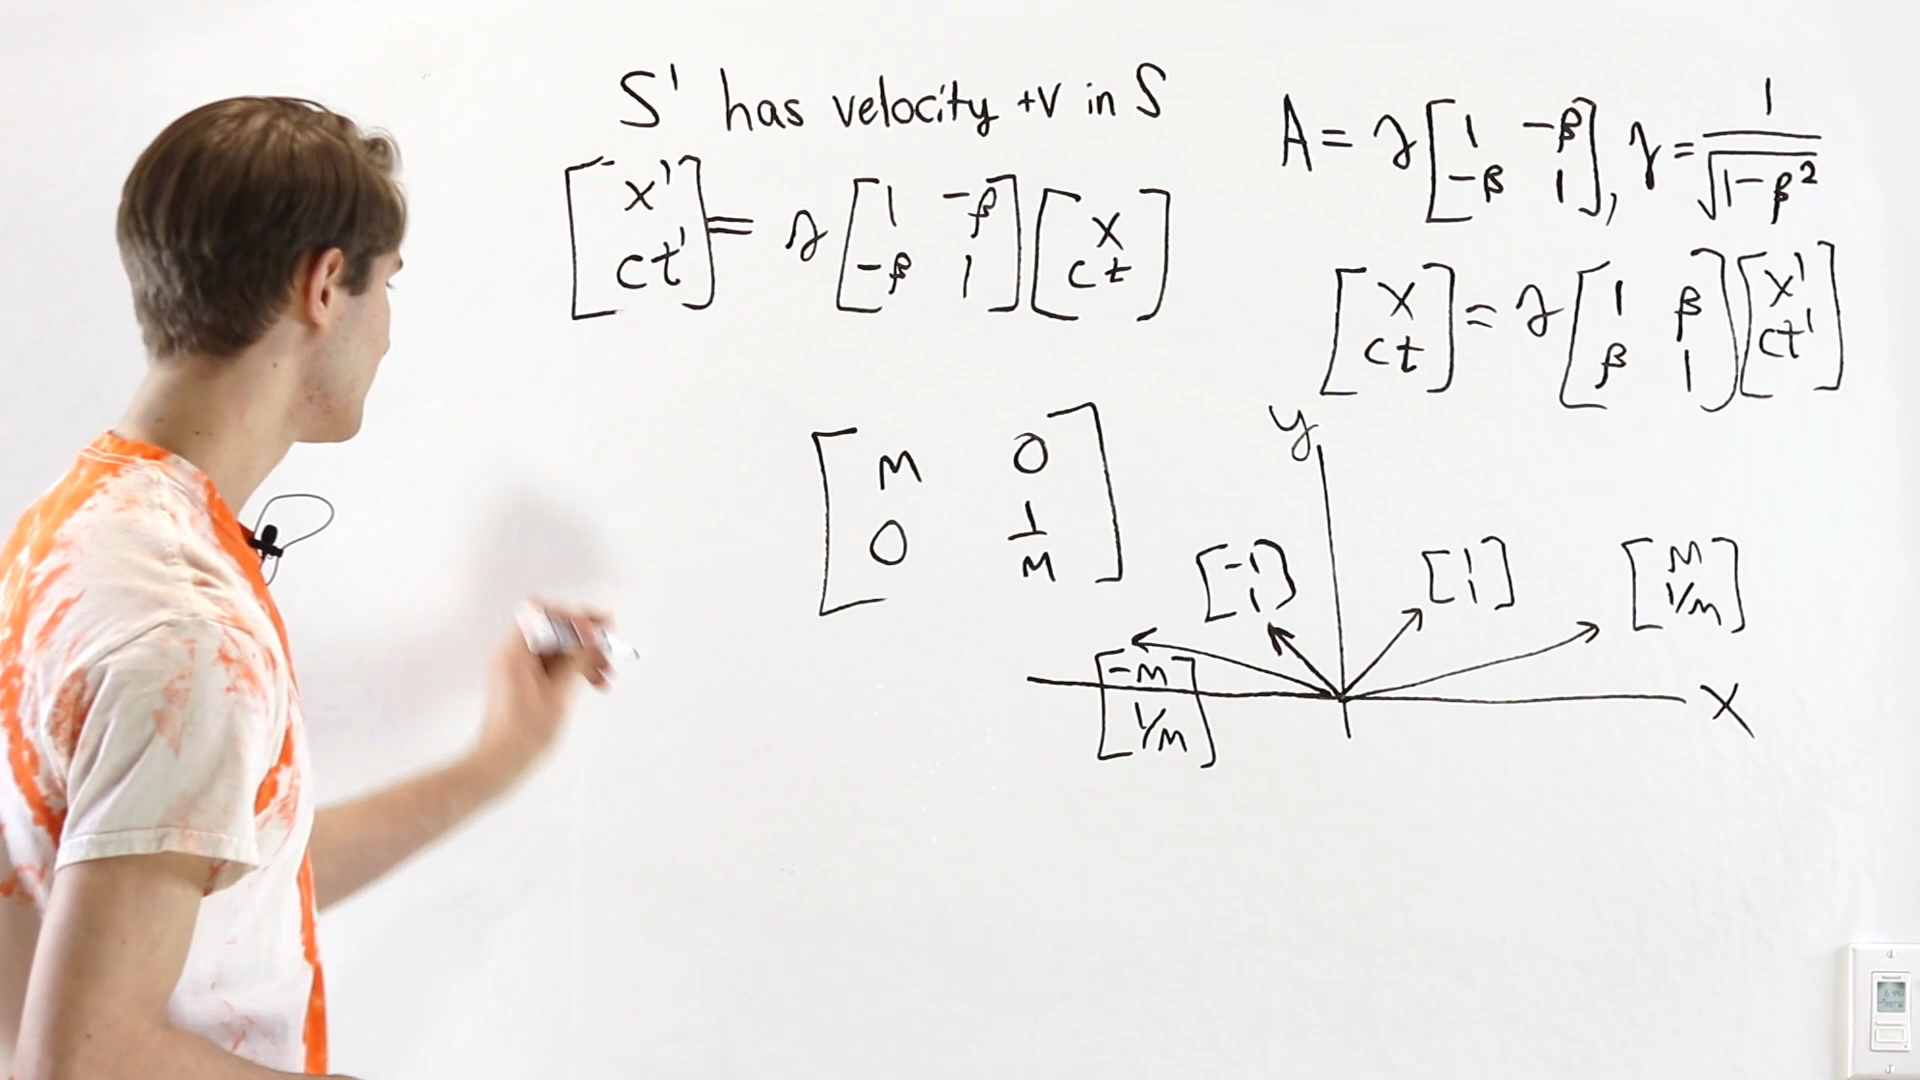 S' has velocity +v in S
[x' ct'] = γ [1 -β -β 1] [x ct]
A = γ [1 -β -β 1], γ = 1/√(1-β²)
[x ct] = γ [1 β β 1] [x' ct']
[M 0 0 1/M]
y
[-1 1]
[1 1]
[M 1/M]
[-M 1/M]
x